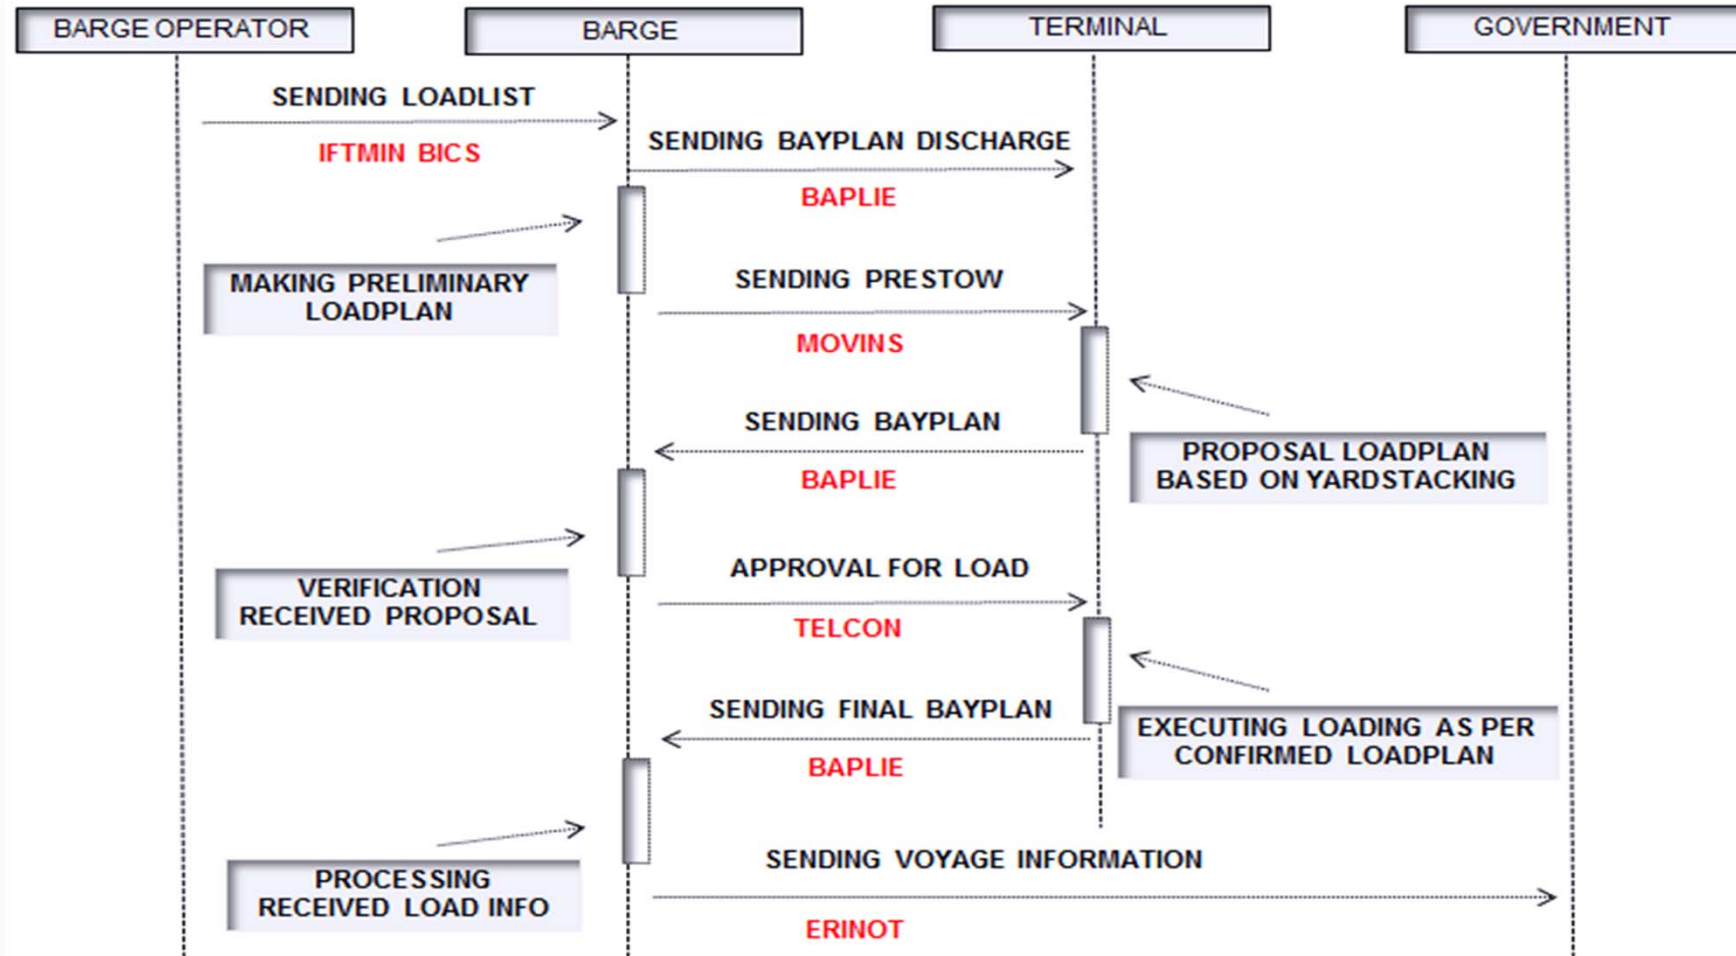 BARGE OPERATOR
BARGE
TERMINAL
GOVERNMENT
SENDING LOADLIST
IFTMIN BICS
SENDING BAYPLAN DISCHARGE
BAPLIE
MAKING PRELIMINARY
LOADPLAN
SENDING PRESTOW
MOVINS
SENDING BAYPLAN
BAPLIE
PROPOSAL LOADPLAN
BASED ON YARDSTACKING
VERIFICATION
RECEIVED PROPOSAL
APPROVAL FOR LOAD
TELCON
SENDING FINAL BAYPLAN
BAPLIE
EXECUTING LOADING AS PER
CONFIRMED LOADPLAN
PROCESSING
RECEIVED LOAD INFO
SENDING VOYAGE INFORMATION
ERINOT